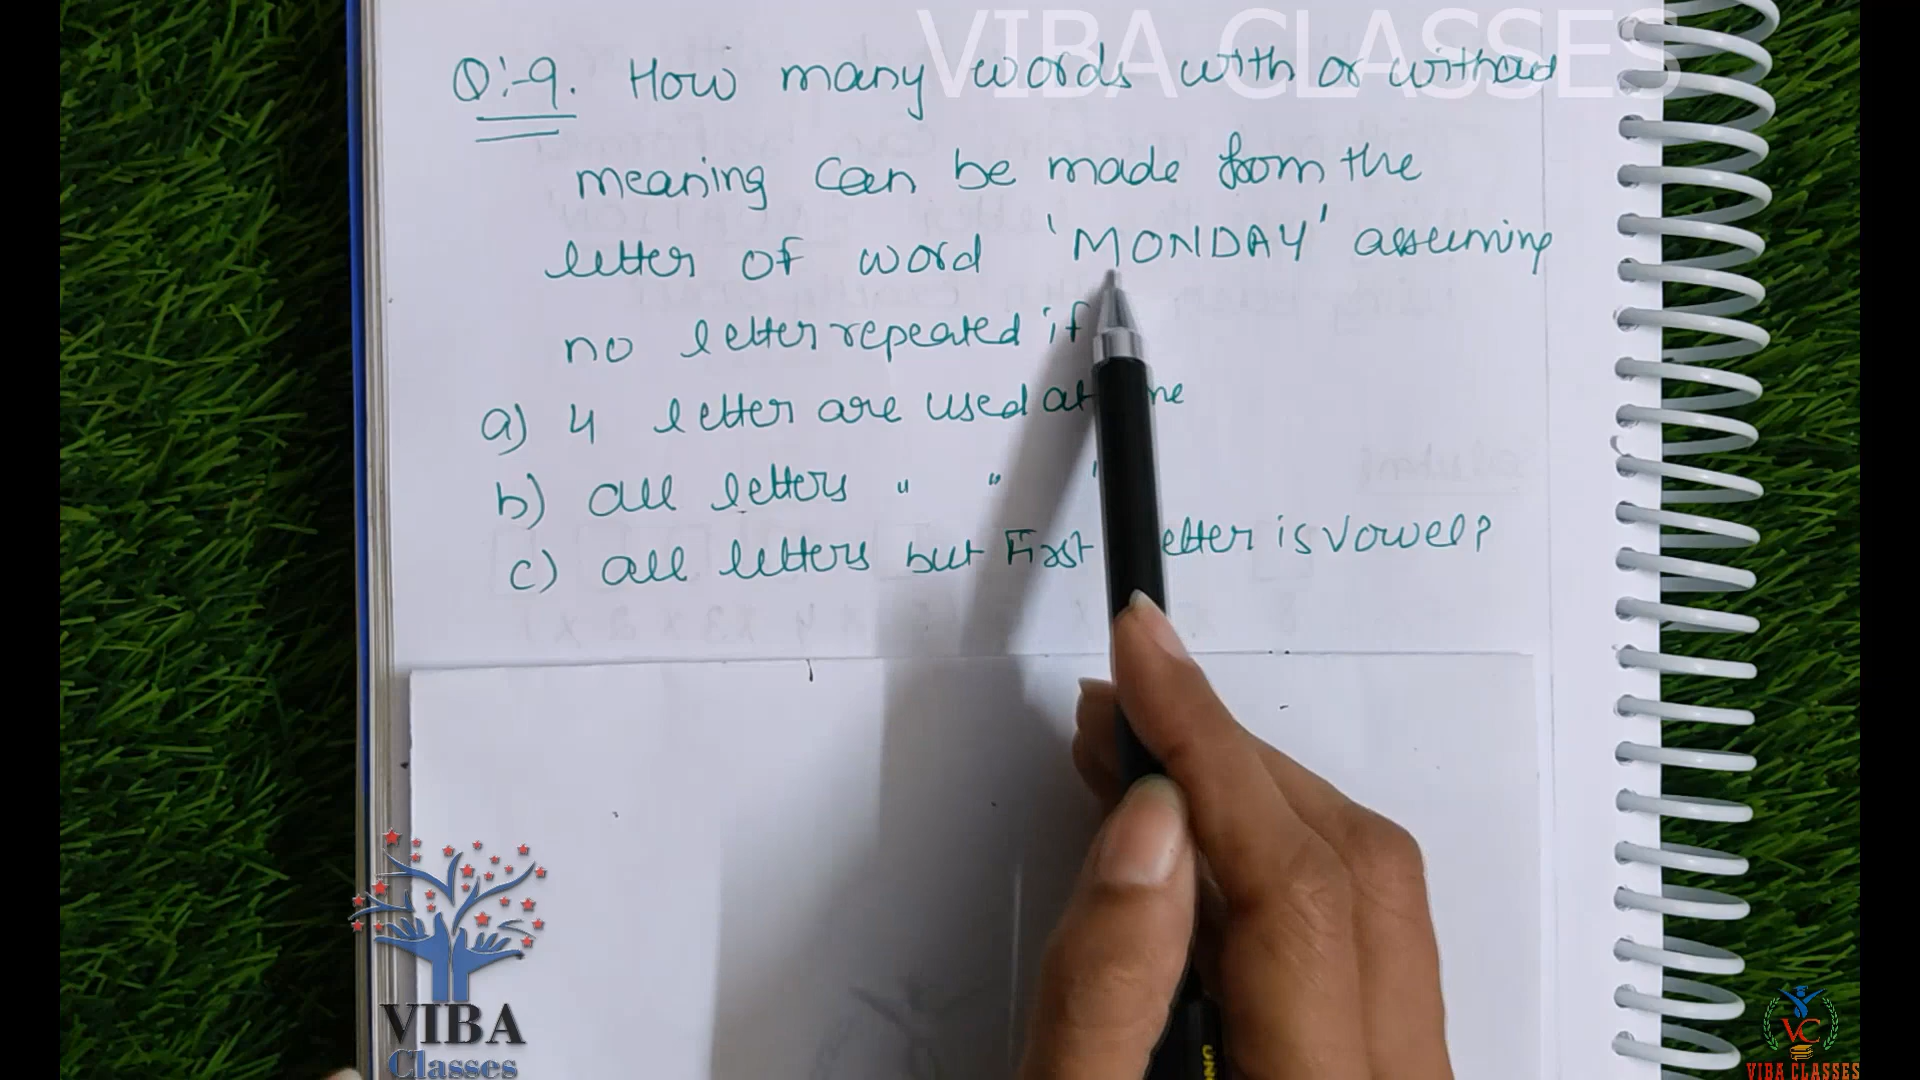 VIBA CLASSES
Q:-9. How many words with or without
meaning can be made from the
letter of word 'MONDAY' assuming
no letter repeated if
a) 4 letter are used at
b) all letters " " "
c) all letters but First letter is vowel?
VIBA
Classes
VC
VIBA CLASSES